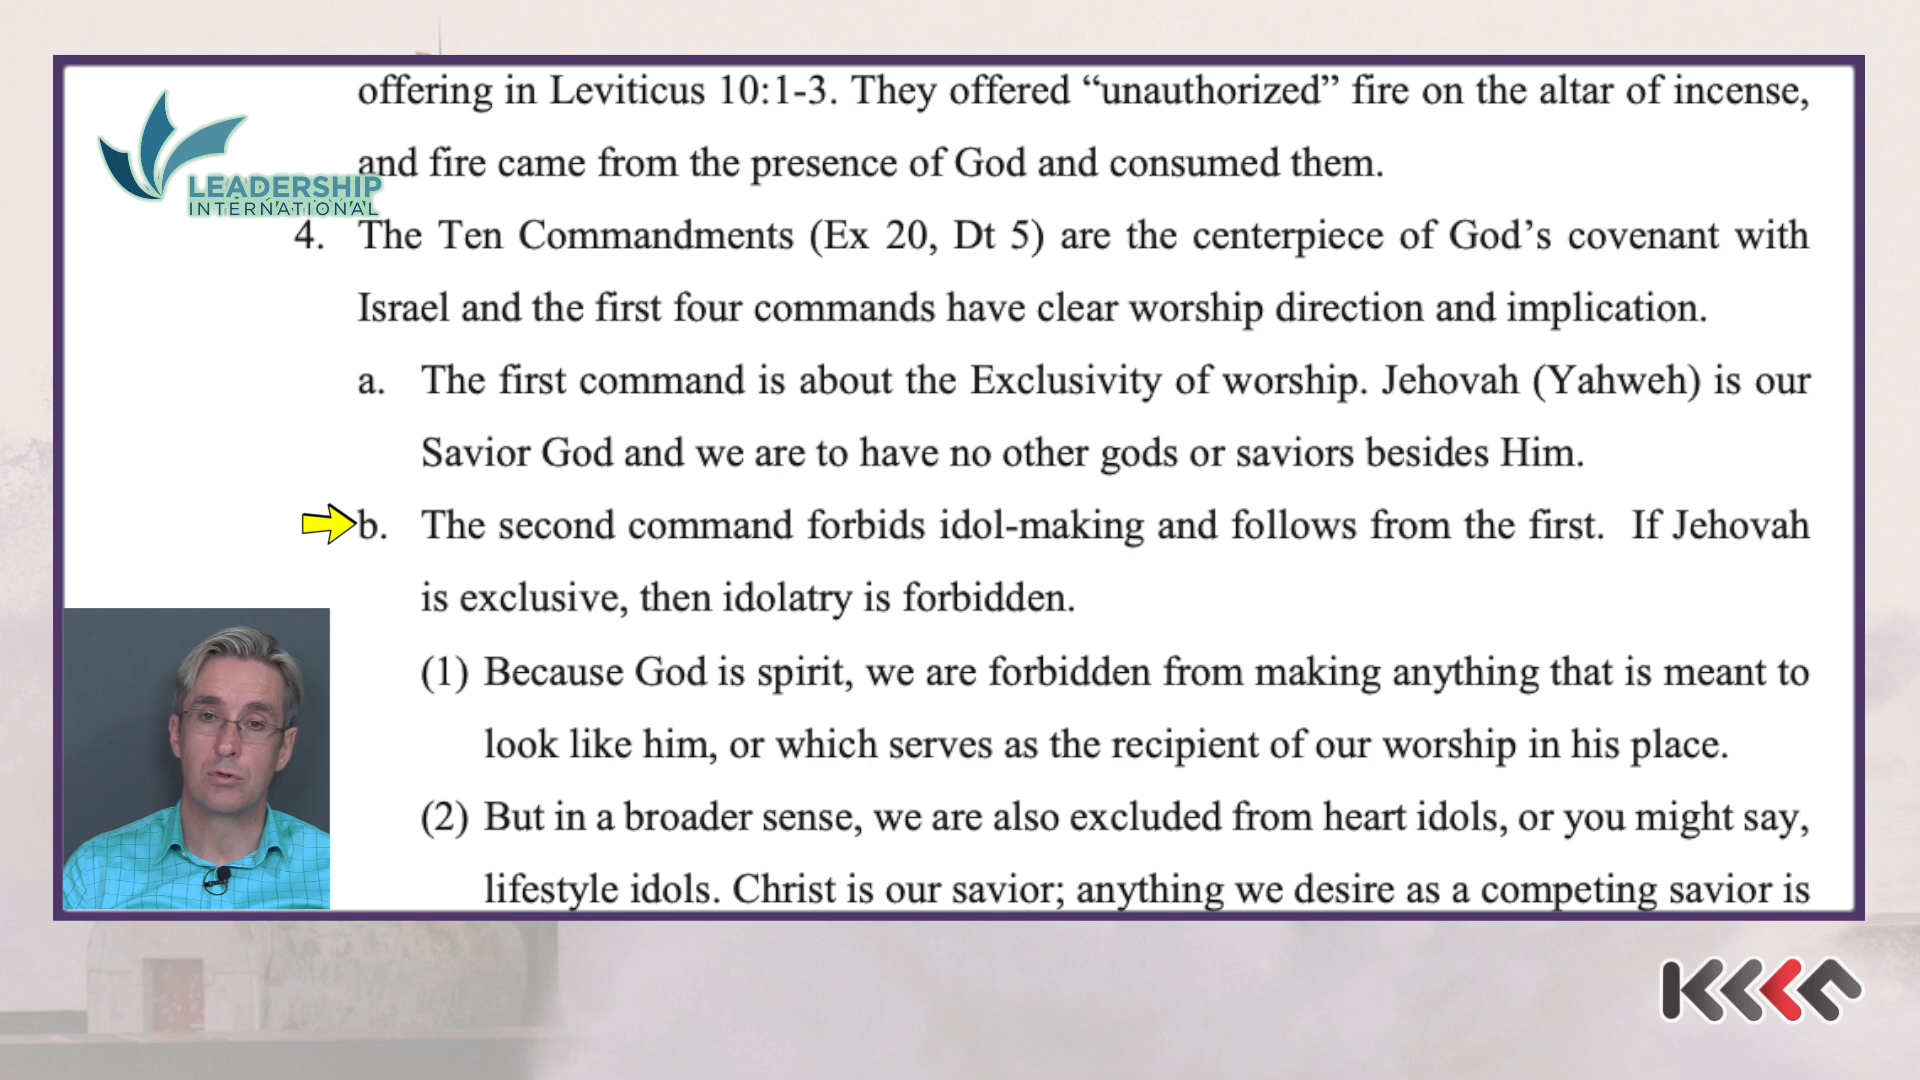 offering in Leviticus 10:1-3. They offered “unauthorized” fire on the altar of incense,
and fire came from the presence of God and consumed them.
LEADERSHIP
INTERNATIONAL
4. The Ten Commandments (Ex 20, Dt 5) are the centerpiece of God’s covenant with
Israel and the first four commands have clear worship direction and implication.
a. The first command is about the Exclusivity of worship. Jehovah (Yahweh) is our
Savior God and we are to have no other gods or saviors besides Him.
b. The second command forbids idol-making and follows from the first. If Jehovah
is exclusive, then idolatry is forbidden.
(1) Because God is spirit, we are forbidden from making anything that is meant to
look like him, or which serves as the recipient of our worship in his place.
(2) But in a broader sense, we are also excluded from heart idols, or you might say,
lifestyle idols. Christ is our savior; anything we desire as a competing savior is